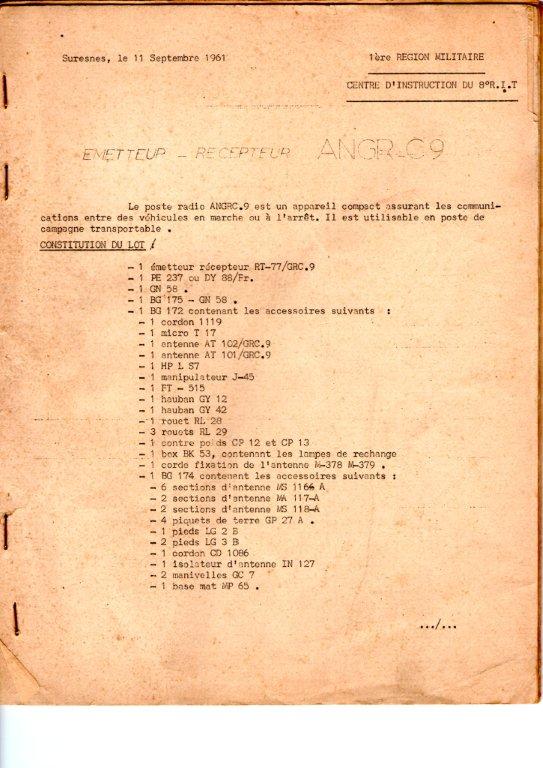 Suresnes, le 11 Septembre 1961
1ère REGION MILITAIRE
CENTRE D'INSTRUCTION DU 8°R.I.T
EMETTEUR - RECEPTEUR ANGR-C9
Le poste radio ANGRC.9 est un appareil compact assurant les communi-
cations entre des véhicules en marche ou à l'arrêt. Il est utilisable en poste de
campagne transportable .
CONSTITUTION DU LOT :
- 1 émetteur récepteur RT-77/GRC.9
- 1 PE 237 ou DY 88/Fr.
- 1 GN 58 .
- 1 BG 175 - GN 58 .
- 1 BG 172 contenant les accessoires suivants :
- 1 cordon 1119
- 1 micro T 17
- 1 antenne AT 102/GRC.9
- 1 antenne AT 101/GRC.9
- 1 HP L S7
- 1 manipulateur J-45
- 1 FT - 515
- 1 hauban GY 12
- 1 hauban GY 42
- 1 rouet RL 28
- 3 rouets RL 29
- 1 contre poids CP 12 et CP 13
- 1 box BK 53, contenant les lampes de rechange
- 1 corde fixation de l'antenne M-378 M-379 .
- 1 BG 174 contenant les accessoires suivants :
- 6 sections d'antenne MS 116 A
- 2 sections d'antenne MA 117-A
- 2 sections d'antenne MS 118-A
- 4 piquets de terre GP 27 A .
- 1 pieds LG 2 B
- 2 pieds LG 3 B
- 1 cordon CD 1086
- 1 isolateur d'antenne IN 127
- 2 manivelles GC 7
- 1 base mat MP 65 .
.../...